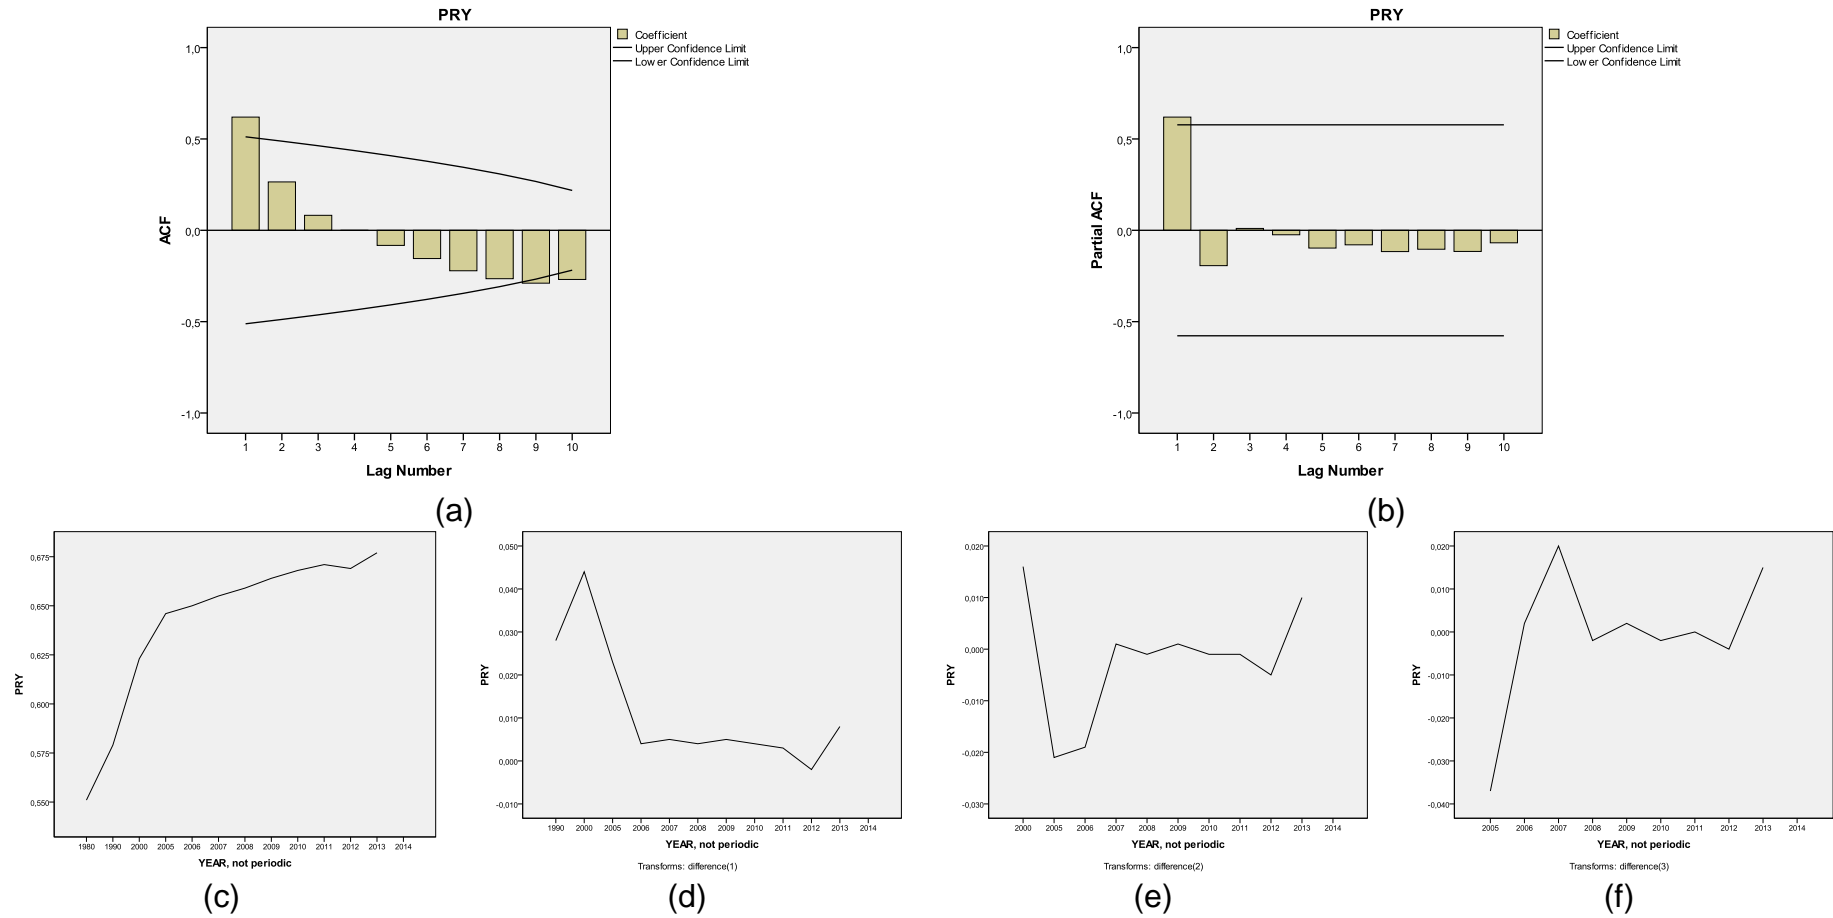 PRY
Coefficient
Upper Confidence Limit
Lower Confidence Limit
1,0
0,5
0,0
-0,5
-1,0
ACF
1 2 3 4 5 6 7 8 9 10
Lag Number
(a)
PRY
Coefficient
Upper Confidence Limit
Lower Confidence Limit
1,0
0,5
0,0
-0,5
-1,0
Partial ACF
1 2 3 4 5 6 7 8 9 10
Lag Number
(b)
0,675
0,650
0,625
0,600
0,575
0,550
PRY
1980 1990 2000 2005 2006 2007 2008 2009 2010 2011 2012 2013 2014
YEAR, not periodic
(c)
0,050
0,040
0,030
0,020
0,010
0,000
-0,010
PRY
1990 2000 2005 2006 2007 2008 2009 2010 2011 2012 2013 2014
YEAR, not periodic
Transforms: difference(1)
(d)
0,020
0,010
0,000
-0,010
-0,020
-0,030
PRY
2000 2005 2006 2007 2008 2009 2010 2011 2012 2013 2014
YEAR, not periodic
Transforms: difference(2)
(e)
0,020
0,010
0,000
-0,010
-0,020
-0,030
-0,040
PRY
2005 2006 2007 2008 2009 2010 2011 2012 2013 2014
YEAR, not periodic
Transforms: difference(3)
(f)